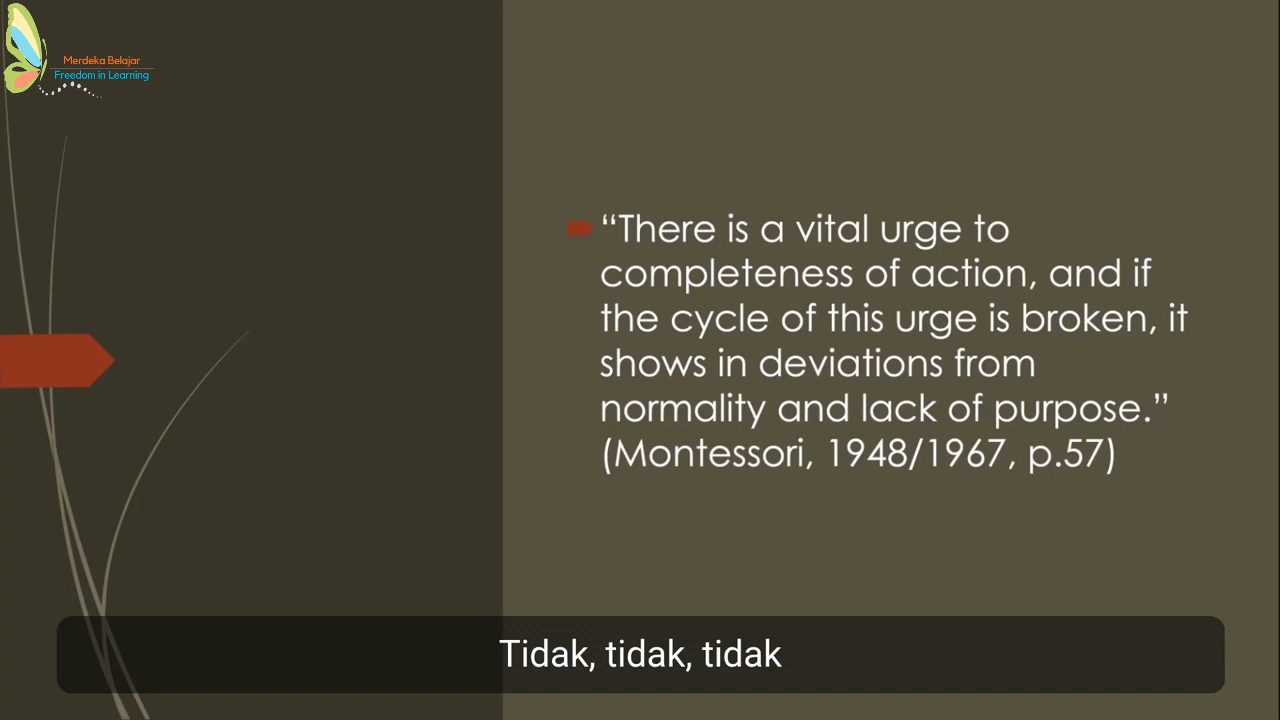 Merdeka Belajar
Freedom in Learning
“There is a vital urge to
completeness of action, and if
the cycle of this urge is broken, it
shows in deviations from
normality and lack of purpose.”
(Montessori, 1948/1967, p.57)
Tidak, tidak, tidak